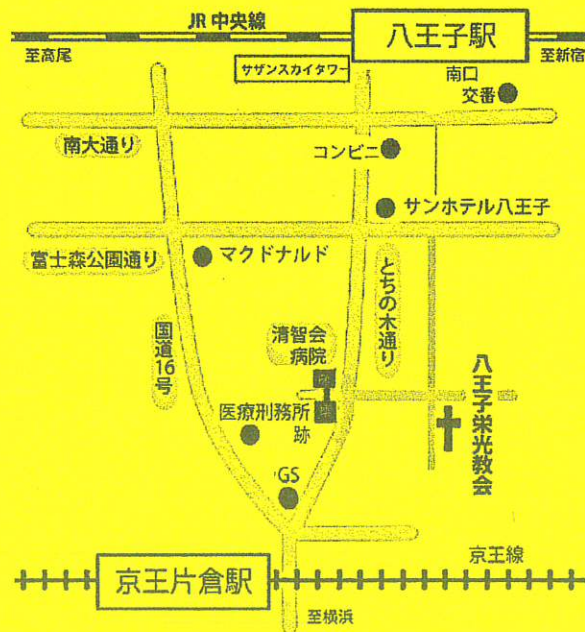 JR 中央線
八王子駅
至高尾
至新宿
サザンスカイタワー
南口
交番
南大通り
コンビニ
サンホテル八王子
富士森公園通り
マクドナルド
とちの木通り
国道16号
清智会
病院
八王子栄光教会
医療刑務所
跡
GS
京王線
京王片倉駅
至横浜